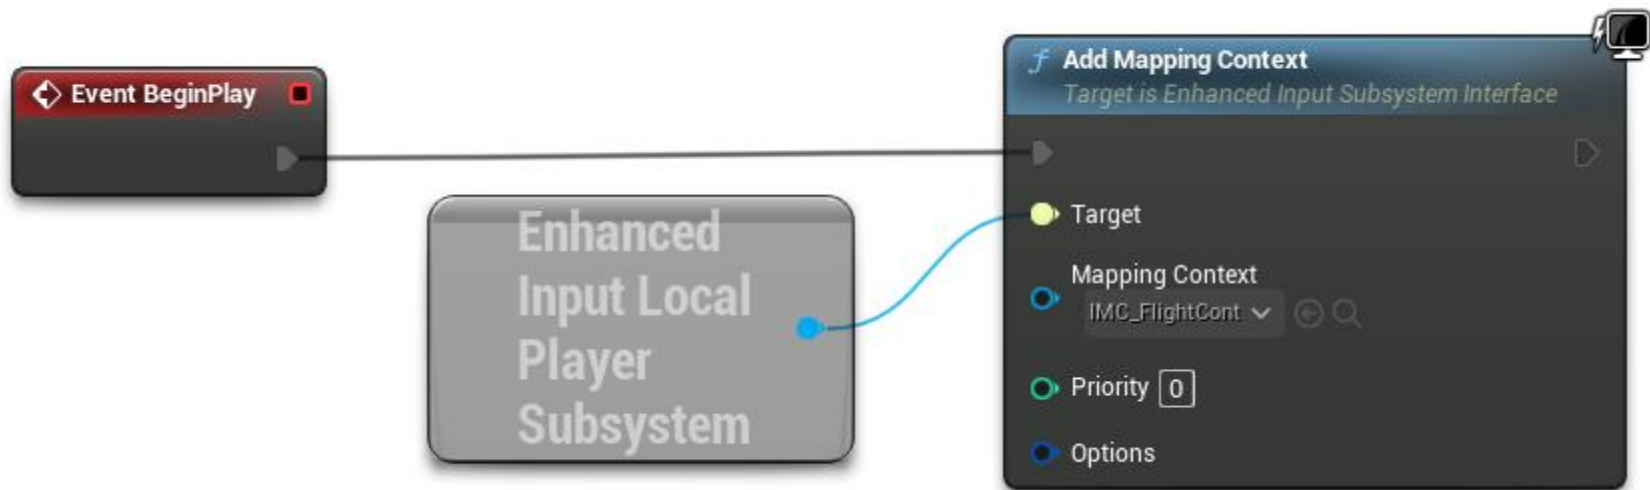 Event BeginPlay
Enhanced
Input Local
Player
Subsystem
Add Mapping Context
Target is Enhanced Input Subsystem Interface
Target
Mapping Context
IMC_FlightCont
Priority 0
Options